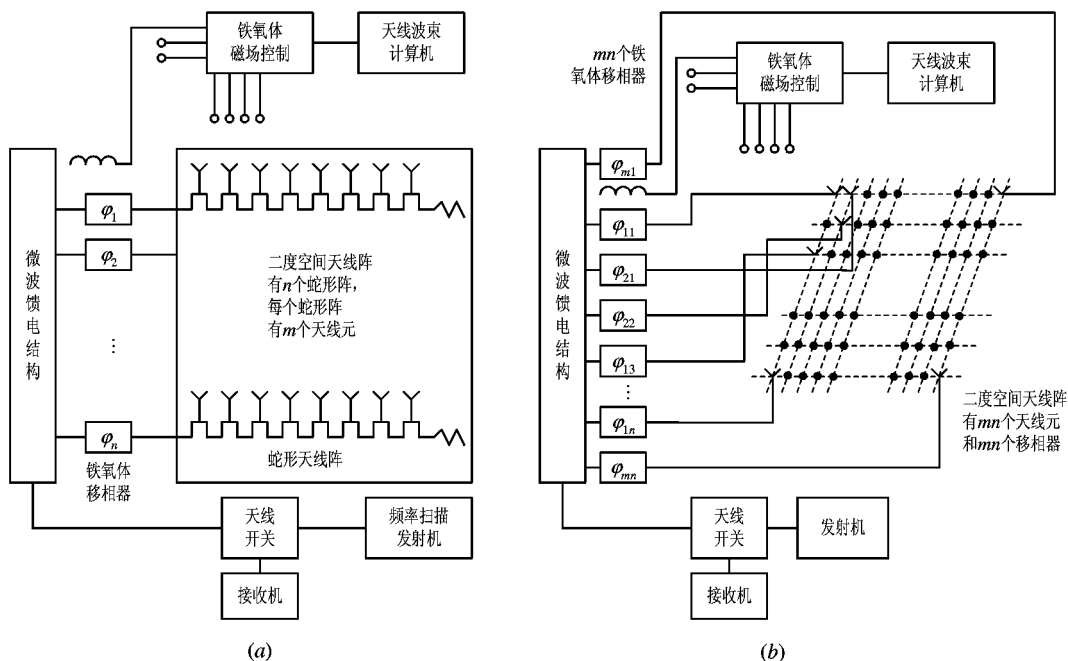 铁氧体
磁场控制
天线波束
计算机
微波馈电结构
φ1
φ2
⋮
φn
铁氧体
移相器
二度空间天线阵
有n个蛇形阵,
每个蛇形阵
有m个天线元
蛇形天线阵
天线
开关
频率扫描
发射机
接收机
(a)
mn个铁
氧体移相器
铁氧体
磁场控制
天线波束
计算机
微波馈电结构
φm1
φ11
φ21
φ22
φ13
⋮
φ1n
φmn
二度空间天线阵
有mn个天线元
和mn个移相器
天线
开关
发射机
接收机
(b)